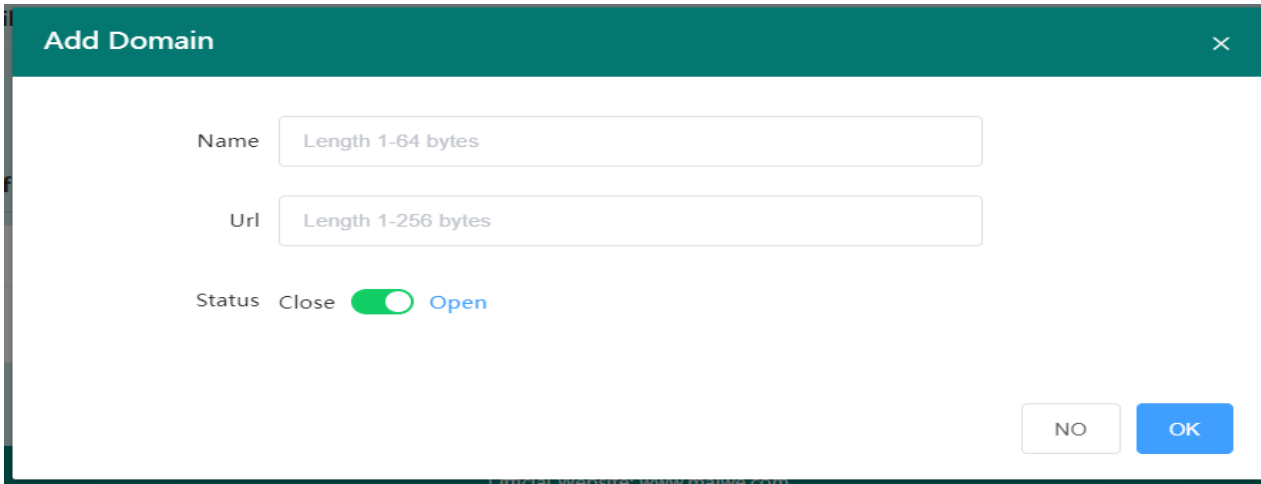 Add Domain
Name Length 1-64 bytes
Url Length 1-256 bytes
Status Close Open
NO OK